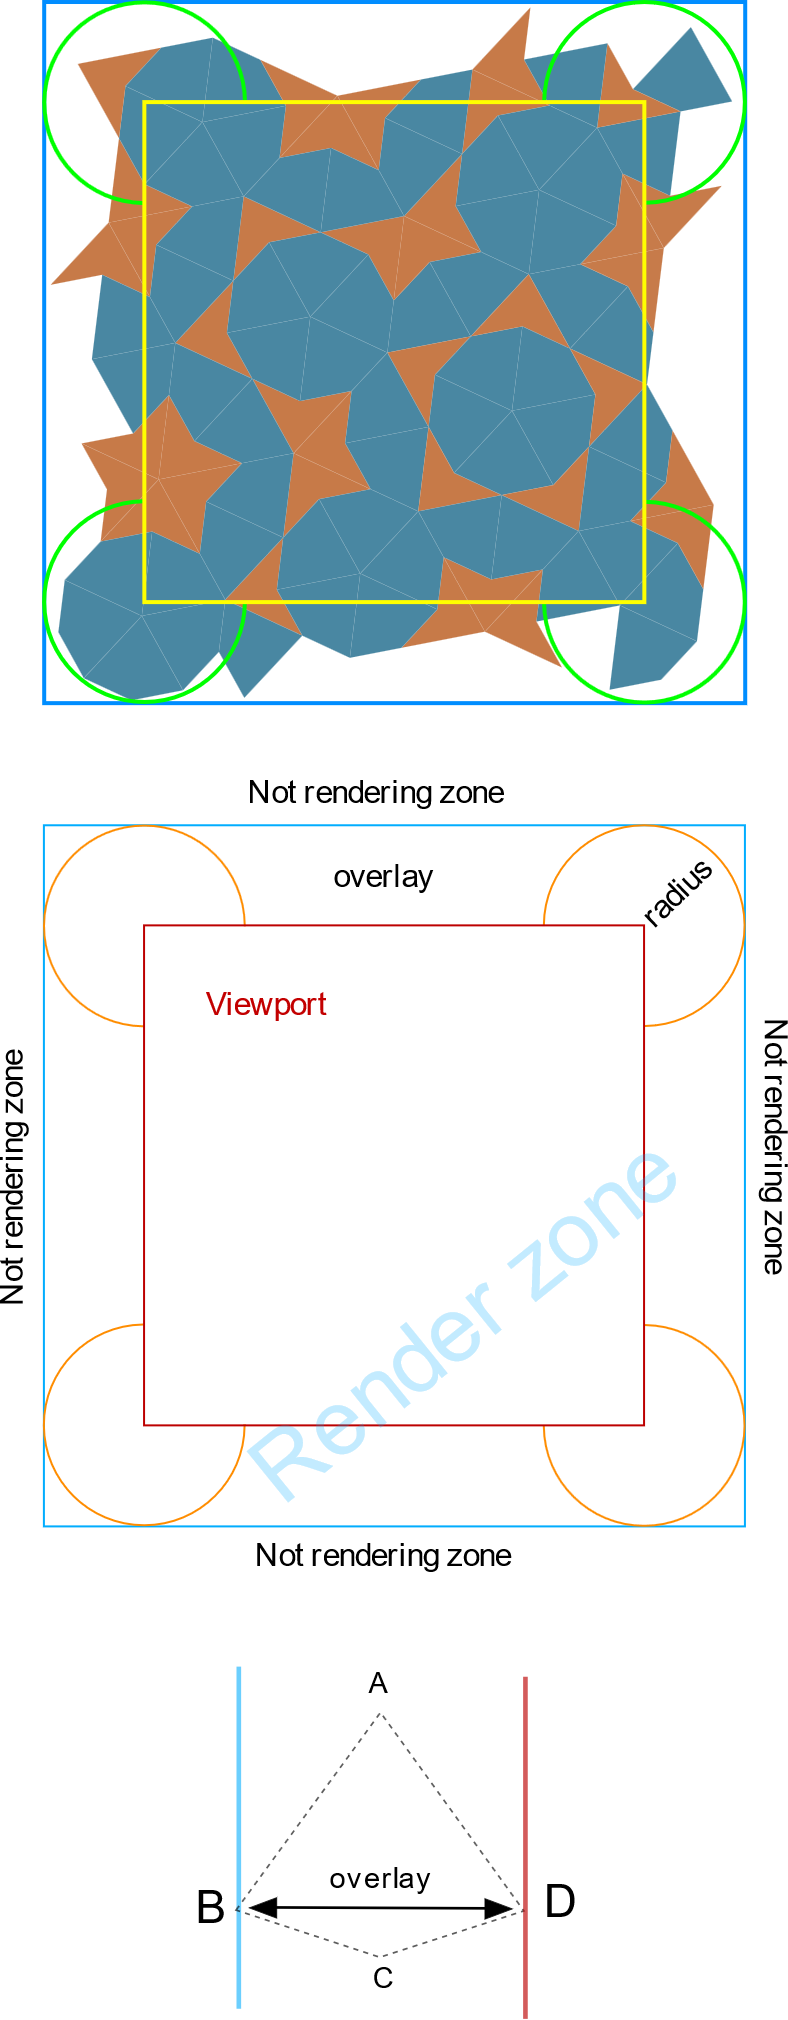 Not rendering zone
overlay
radius
Viewport
Not rendering zone
Not rendering zone
Render zone
Not rendering zone
A
overlay
B
D
C